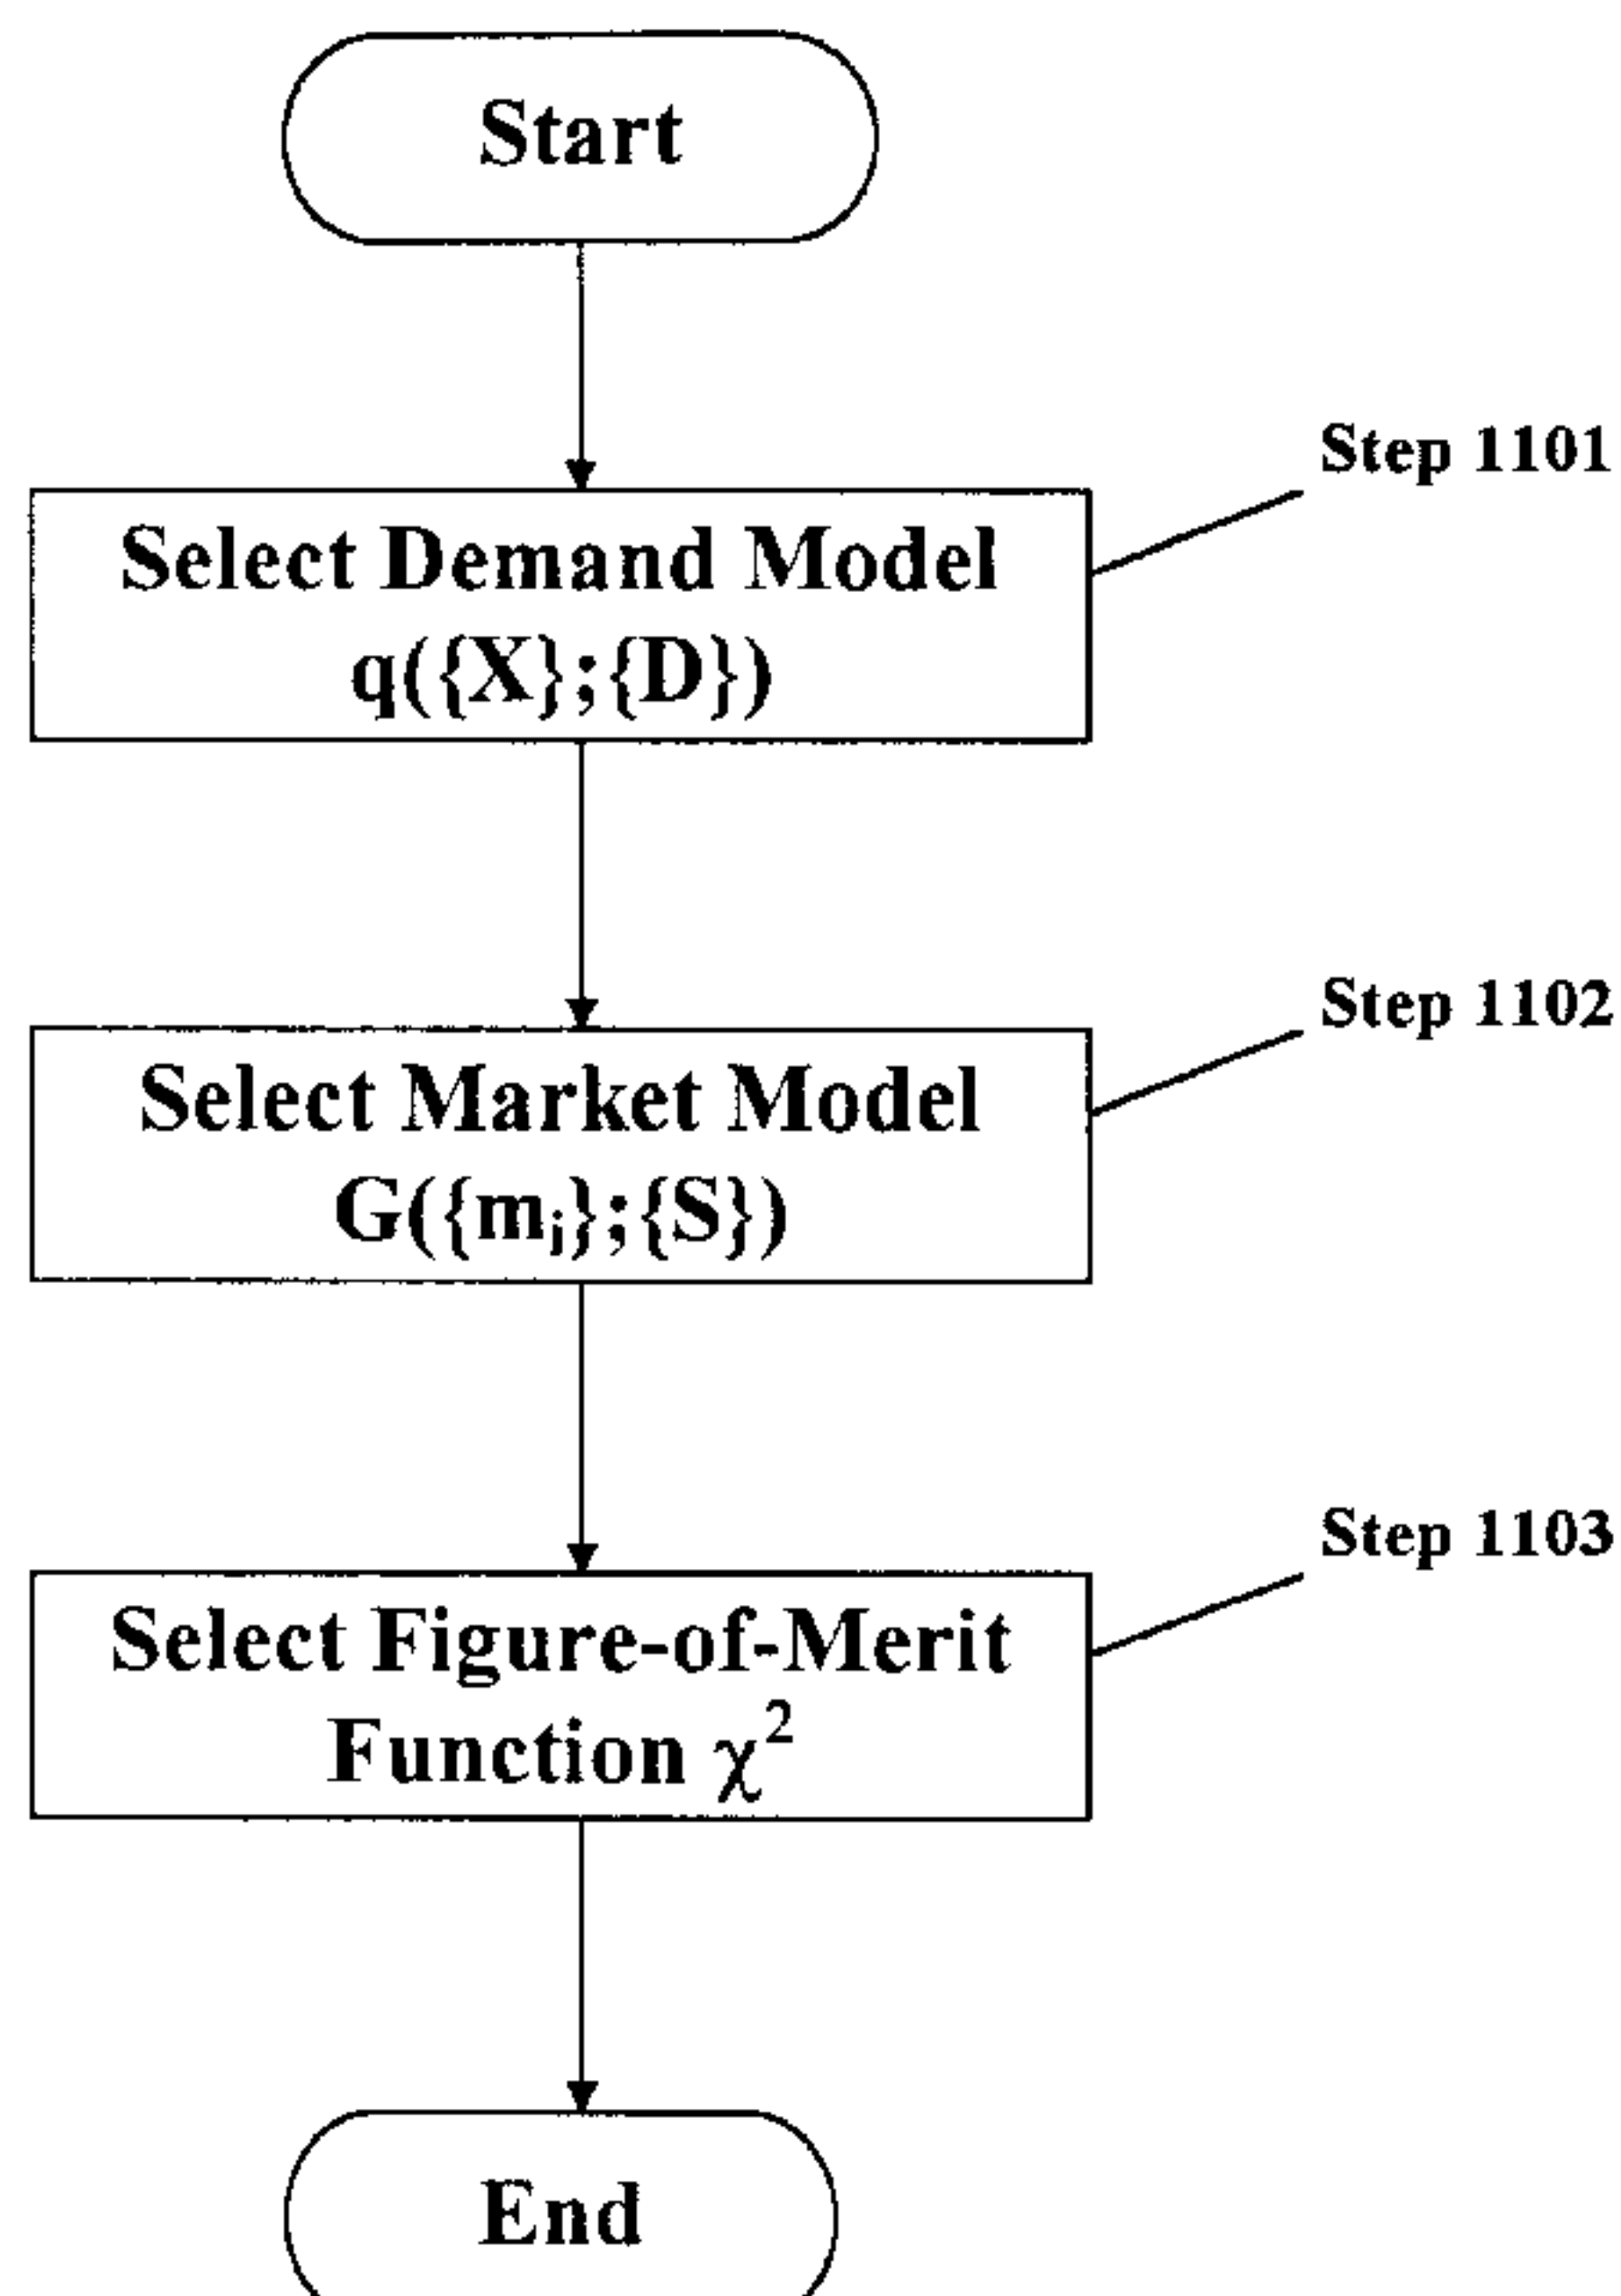 Start
Step 1101
Select Demand Model
q({X};{D})
Step 1102
Select Market Model
G({mⱼ};{S})
Step 1103
Select Figure-of-Merit
Function χ²
End